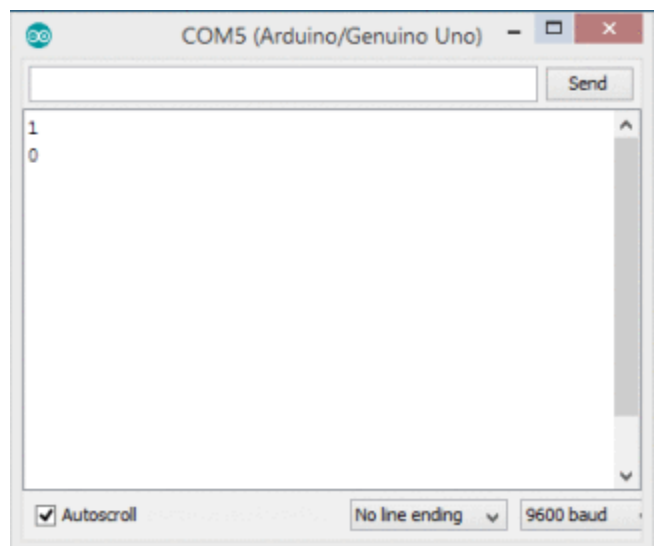 COM5 (Arduino/Genuino Uno)
Send
1
0
Autoscroll
No line ending
9600 baud